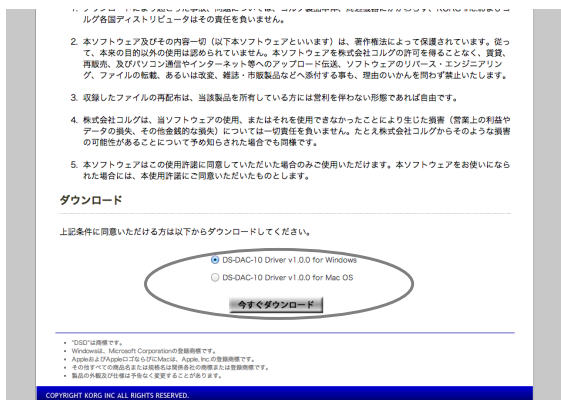 ルグ各国ディストリビュータはその責任を負いません。
2. 本ソフトウェア及びその内容一切（以下本ソフトウェアといいます）は、著作権法によって保護されています。従っ
て、本来の目的以外の使用は認められていません。本ソフトウェアを株式会社コルグの許可を得ることなく、賃貸、
再販売、及びパソコン通信やインターネット等へのアップロード伝送、ソフトウェアのリバース・エンジニアリン
グ、ファイルの転載、あるいは改変、雑誌・市販品などへ添付する事も、理由のいかんを問わず禁止いたします。
3. 収録したファイルの再配布は、当該製品を所有している方には営利を伴わない形態であれば自由です。
4. 株式会社コルグは、当ソフトウェアの使用、またはそれを使用できなかったことにより生じた損害（営業上の利益や
データの損失、その他金銭的な損失）については一切責任を負いません。たとえ株式会社コルグからそのような損害
の可能性があることについて予め知らされた場合でも同様です。
5. 本ソフトウェアはこの使用許諾に同意していただいた場合のみご使用いただけます。本ソフトウェアをお使いになら
れた場合には、本使用許諾にご同意いただいたものとします。
ダウンロード
上記条件に同意いただける方は以下からダウンロードしてください。
DS-DAC-10 Driver v1.0.0 for Windows
DS-DAC-10 Driver v1.0.0 for Mac OS
今すぐダウンロード
• "DSD"は商標です。
• Windowsは、Microsoft Corporationの登録商標です。
• AppleおよびAppleロゴならびにMacは、Apple, Inc.の登録商標です。
• その他すべての商品名または規格名は関係各社の商標または登録商標です。
• 製品の外観及び仕様は予告なく変更することがあります。
COPYRIGHT KORG INC ALL RIGHTS RESERVED.